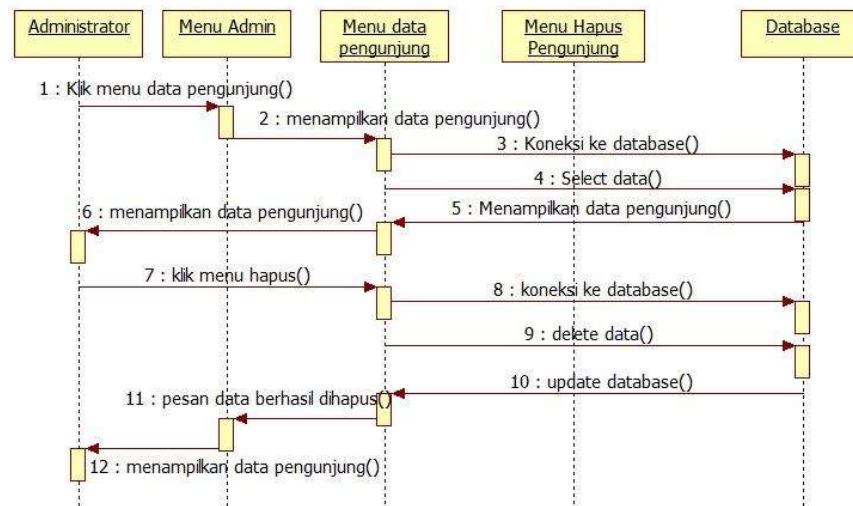 Administrator
Menu Admin
Menu data
pengunjung
Menu Hapus
Pengunjung
Database
1 : Klik menu data pengunjung()
2 : menampilkan data pengunjung()
3 : Koneksi ke database()
4 : Select data()
5 : Menampilkan data pengunjung()
6 : menampilkan data pengunjung()
7 : klik menu hapus()
8 : koneksi ke database()
9 : delete data()
10 : update database()
11 : pesan data berhasil dihapus()
12 : menampilkan data pengunjung()